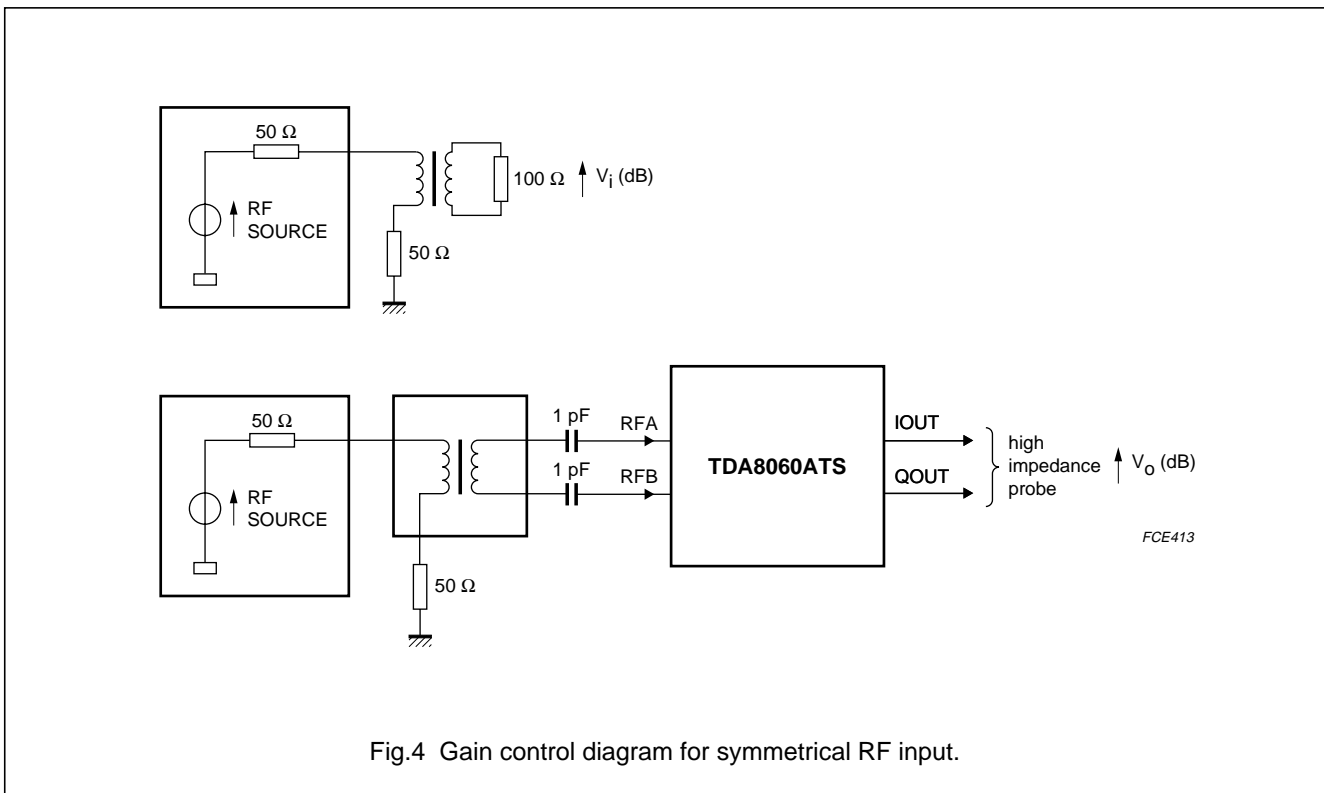 50 Ω
RF
SOURCE
50 Ω
100 Ω
Vi (dB)
50 Ω
RF
SOURCE
50 Ω
1 pF
RFA
1 pF
RFB
TDA8060ATS
IOUT
QOUT
high
impedance
probe
Vo (dB)
FCE413
Fig.4 Gain control diagram for symmetrical RF input.